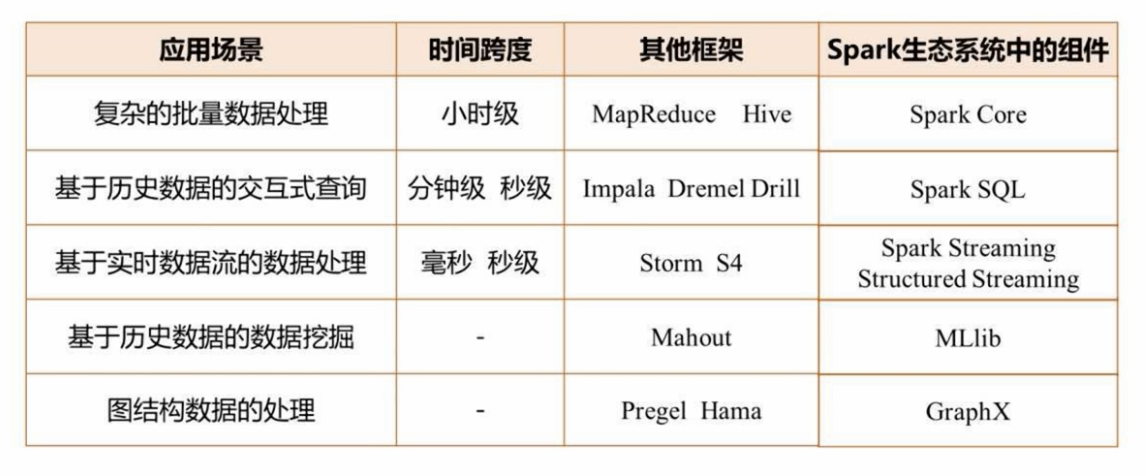 应用场景 时间跨度 其他框架 Spark生态系统中的组件
复杂的批量数据处理 小时级 MapReduce Hive Spark Core
基于历史数据的交互式查询 分钟级 秒级 Impala Dremel Drill Spark SQL
基于实时数据流的数据处理 毫秒 秒级 Storm S4 Spark Streaming
Structured Streaming
基于历史数据的数据挖掘 - Mahout MLlib
图结构数据的处理 - Pregel Hama GraphX